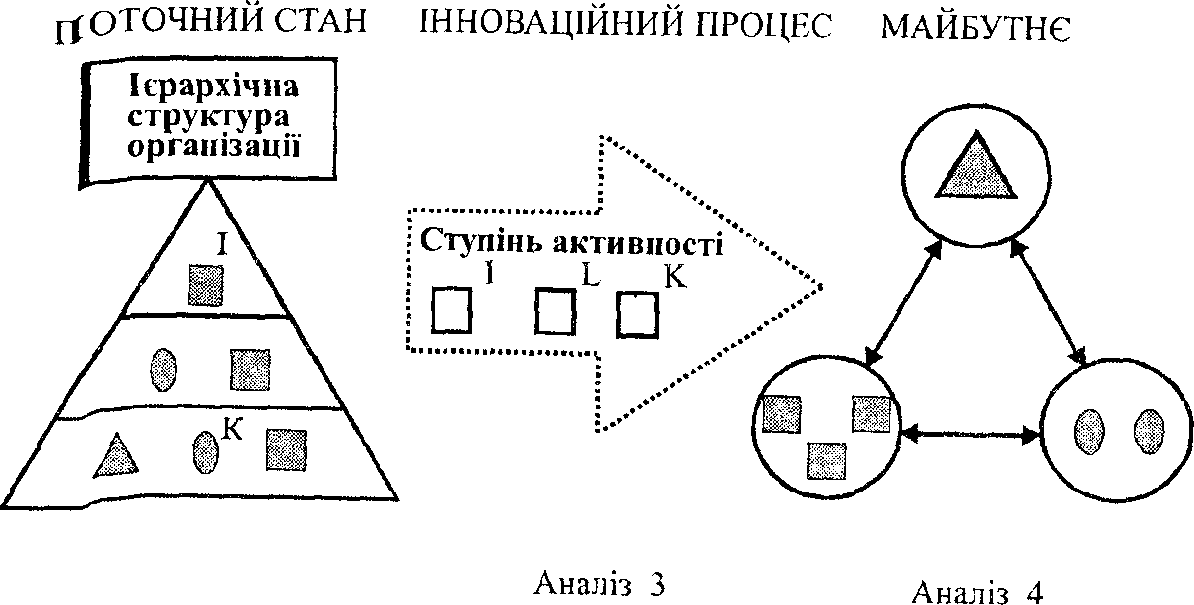 ПОТОЧНИЙ СТАН ІННОВАЦІЙНИЙ ПРОЦЕС МАЙБУТНЄ
Ієрархічна
структура
організації
I
K
Ступінь активності
I L K
Аналіз 3 Аналіз 4